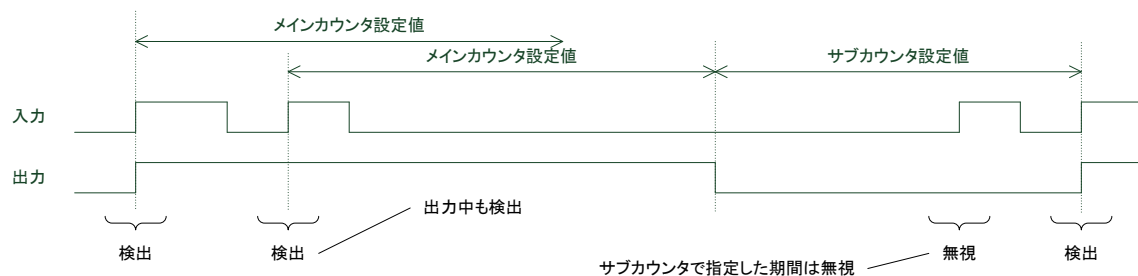 メインカウンタ設定値
メインカウンタ設定値
サブカウンタ設定値
入力
出力
出力中も検出
検出
検出
無視
検出
サブカウンタで指定した期間は無視